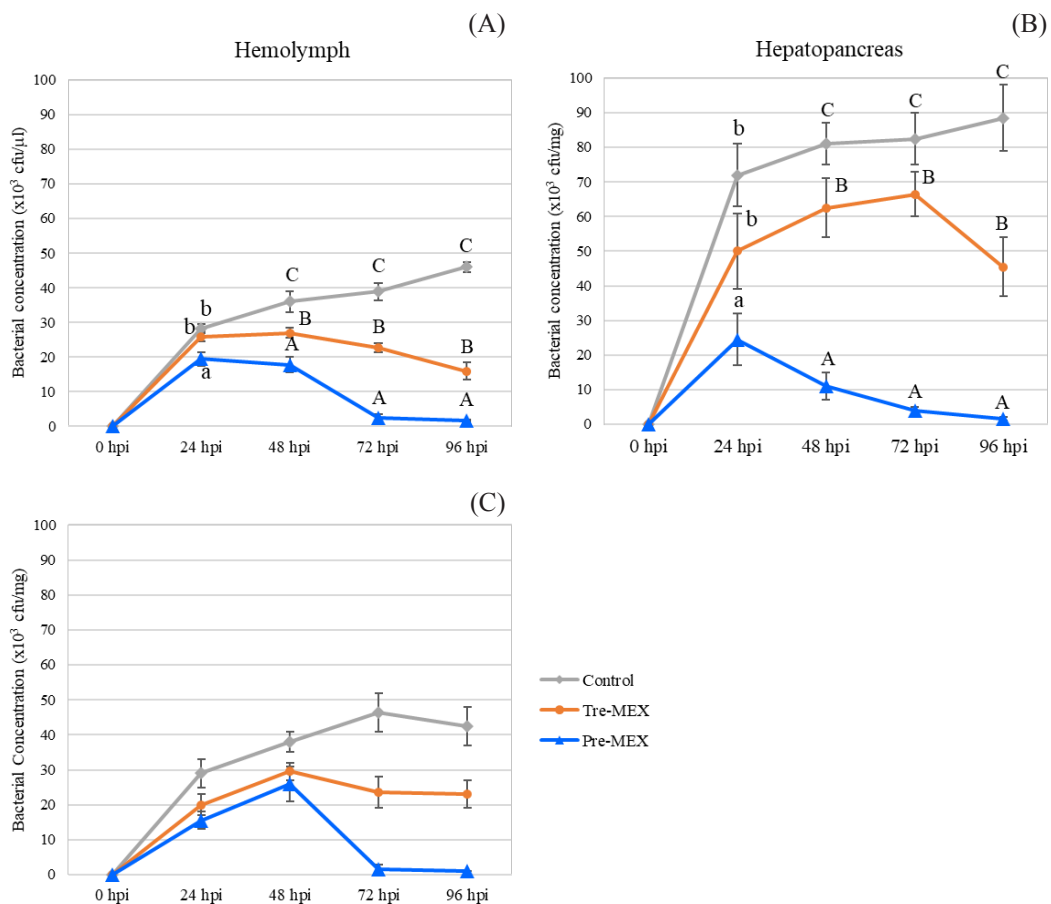 (A)
Hemolymph
Bacterial concentration (x10³ cfu/µl)
100
90
80
70
60
50
40
30
20
10
0
b
b
a
C
B
A
C
B
A
C
B
A
0 hpi 24 hpi 48 hpi 72 hpi 96 hpi
(B)
Hepatopancreas
Bacterial concentration (x10³ cfu/mg)
100
90
80
70
60
50
40
30
20
10
0
b
b
a
C
B
A
C
B
A
C
B
A
0 hpi 24 hpi 48 hpi 72 hpi 96 hpi
(C)
Bacterial Concentration (x10³ cfu/mg)
100
90
80
70
60
50
40
30
20
10
0
0 hpi 24 hpi 48 hpi 72 hpi 96 hpi
Control
Tre-MEX
Pre-MEX